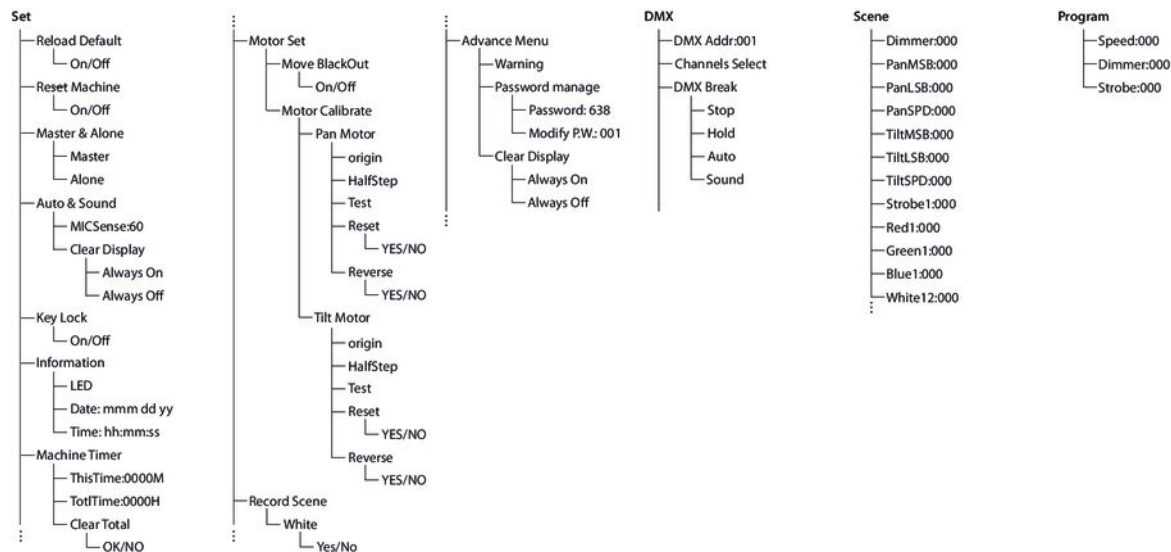 Set
Reload Default
On/Off
Reset Machine
On/Off
Master & Alone
Master
Alone
Auto & Sound
MICSense:60
Clear Display
Always On
Always Off
Key Lock
On/Off
Information
LED
Date: mmm dd yy
Time: hh:mm:ss
Machine Timer
ThisTime:0000M
TotlTime:0000H
Clear Total
OK/NO
Motor Set
Move BlackOut
On/Off
Motor Calibrate
Pan Motor
origin
HalfStep
Test
Reset
YES/NO
Reverse
YES/NO
Tilt Motor
origin
HalfStep
Test
Reset
YES/NO
Reverse
YES/NO
Record Scene
White
Yes/No
Advance Menu
Warning
Password manage
Password: 638
Modify P.W.: 001
Clear Display
Always On
Always Off
DMX
DMX Addr:001
Channels Select
DMX Break
Stop
Hold
Auto
Sound
Scene
Dimmer:000
PanMSB:000
PanLSB:000
PanSPD:000
TiltMSB:000
TiltLSB:000
TiltSPD:000
Strobe1:000
Red1:000
Green1:000
Blue1:000
White12:000
Program
Speed:000
Dimmer:000
Strobe:000